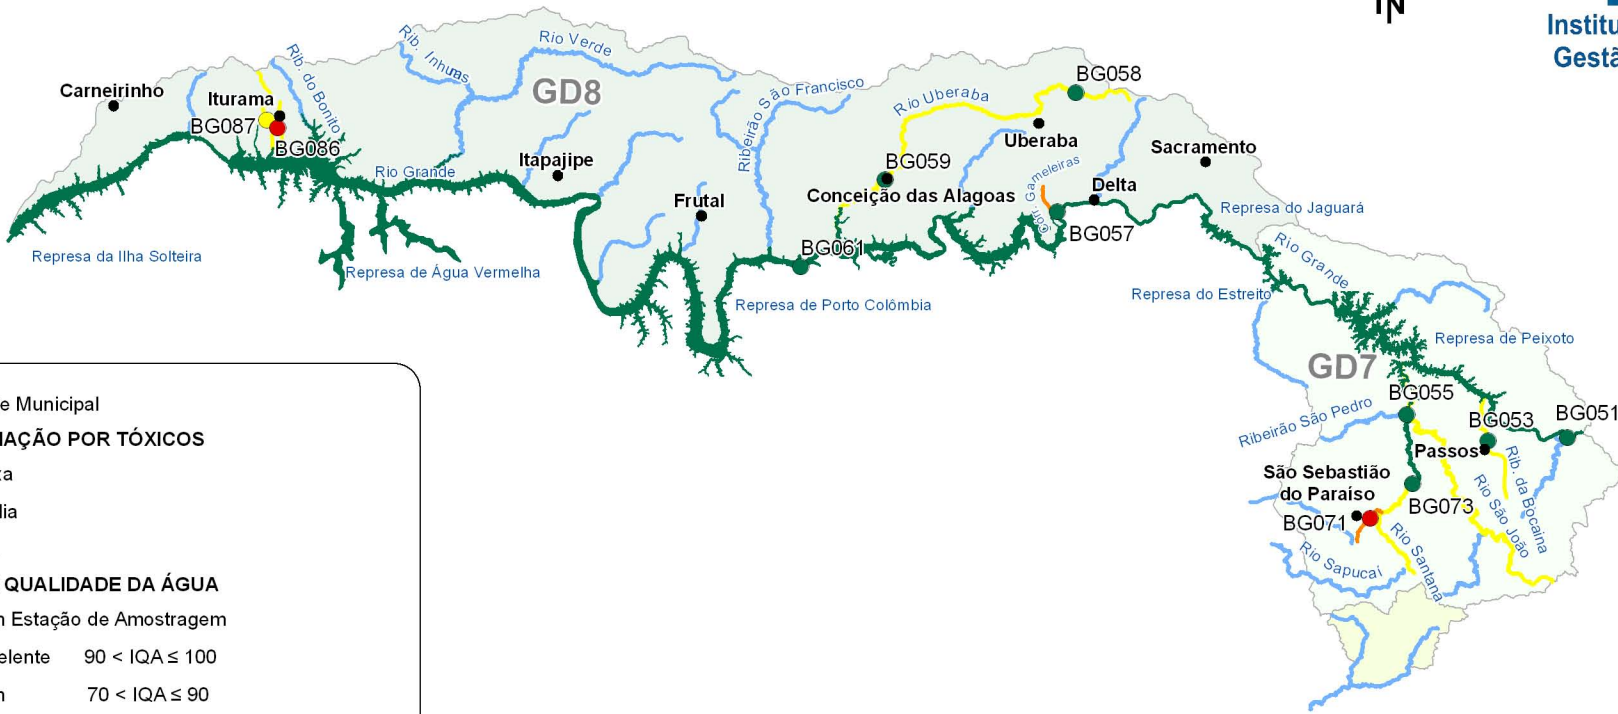 N
Institu
Gestã
Rib. Inhumas
Rio Verde
GD8
Carneirinho
Iturama
Rib. do Bonito
BG087
BG086
Rio Grande
Itapajipe
Ribeirão São Francisco
Rio Uberaba
BG058
Uberaba
BG059
Conceição das Alagoas
Gameleiras
Sacramento
Delta
Frutal
BG061
BG057
Represa do Jaguará
Represa da Ilha Solteira
Represa de Água Vermelha
Represa de Porto Colômbia
Rio Grande
Represa do Estreito
Represa de Peixoto
GD7
BG055
BG053
BG051
Ribeirão São Pedro
Passos
Rib. da Bocaina
São Sebastião
do Paraíso
BG073
Rio São João
BG071
Rio Santana
Rio Sapucaí
e Municipal
NAÇÃO POR TÓXICOS
ka
dia
QUALIDADE DA ÁGUA
n Estação de Amostragem
elente 90 < IQA ≤ 100
n 70 < IQA ≤ 90